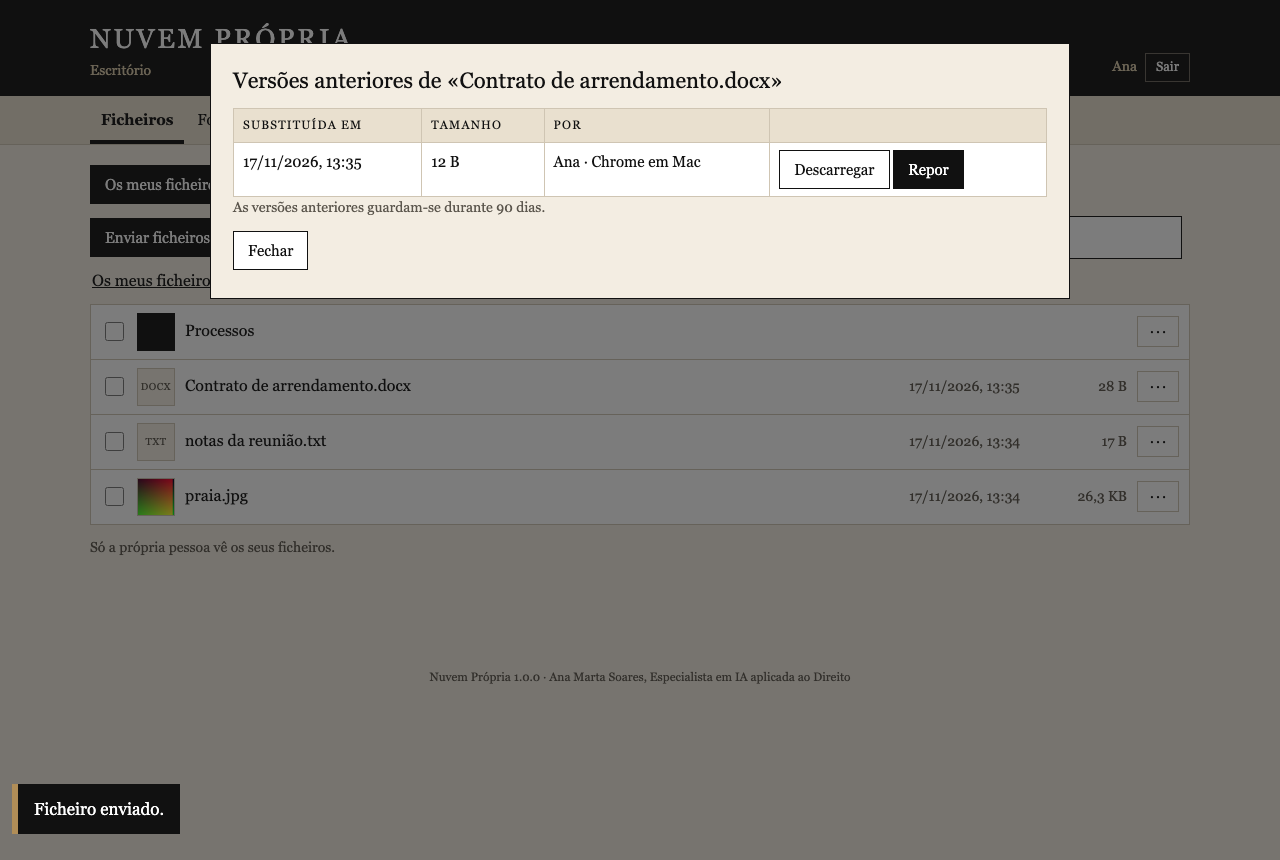 NUVEM PRÓPRIA
Escritório
Ana Sair
Ficheiros
Versões anteriores de «Contrato de arrendamento.docx»
SUBSTITUÍDA EM TAMANHO POR
17/11/2026, 13:35 12 B Ana · Chrome em Mac Descarregar Repor
As versões anteriores guardam-se durante 90 dias.
Fechar
Os meus
Enviar ficheiros
Os meus
Processos ...
DOCX Contrato de arrendamento.docx 17/11/2026, 13:35 28 B ...
TXT notas da reunião.txt 17/11/2026, 13:34 17 B ...
praia.jpg 17/11/2026, 13:34 26,3 KB ...
Só a própria pessoa vê os seus ficheiros.
Nuvem Própria 1.0.0 · Ana Marta Soares, Especialista em IA aplicada ao Direito
Ficheiro enviado.